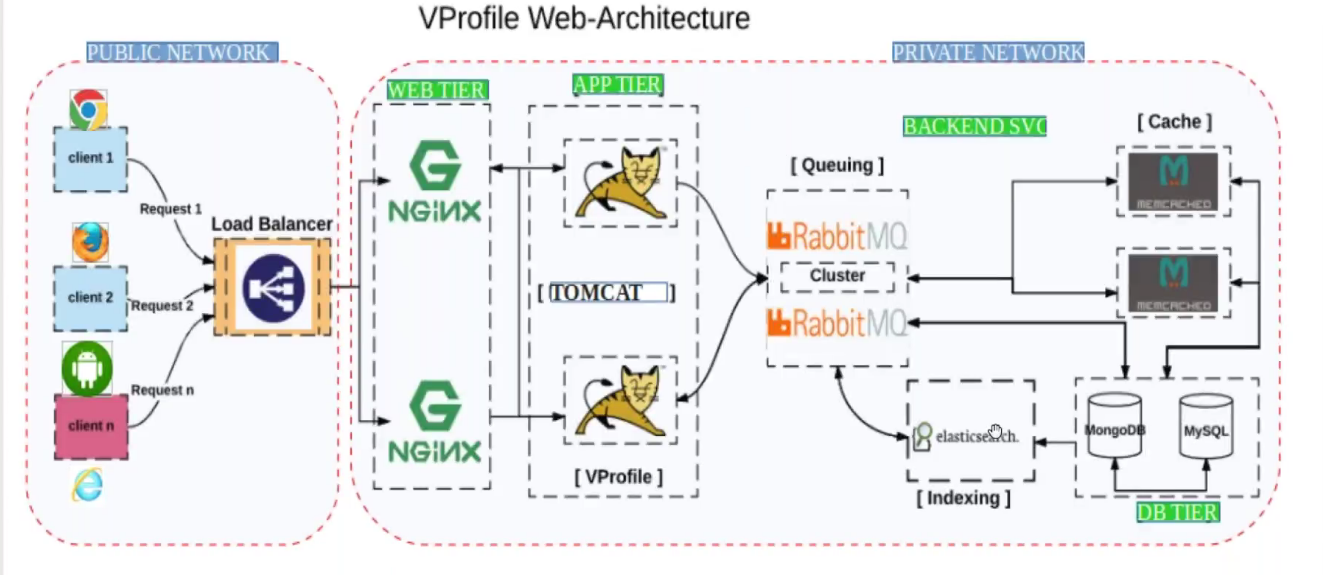 VProfile Web-Architecture
PUBLIC NETWORK
PRIVATE NETWORK
WEB TIER
APP TIER
BACKEND SVC
[ Cache ]
client 1
Request 1
Load Balancer
client 2
Request 2
Request n
client n
NGiNX
NGiNX
[ TOMCAT ]
[ VProfile ]
[ Queuing ]
RabbitMQ
Cluster
RabbitMQ
MEMCACHED
MEMCACHED
elasticsearch.
[ Indexing ]
MongoDB
MySQL
DB TIER